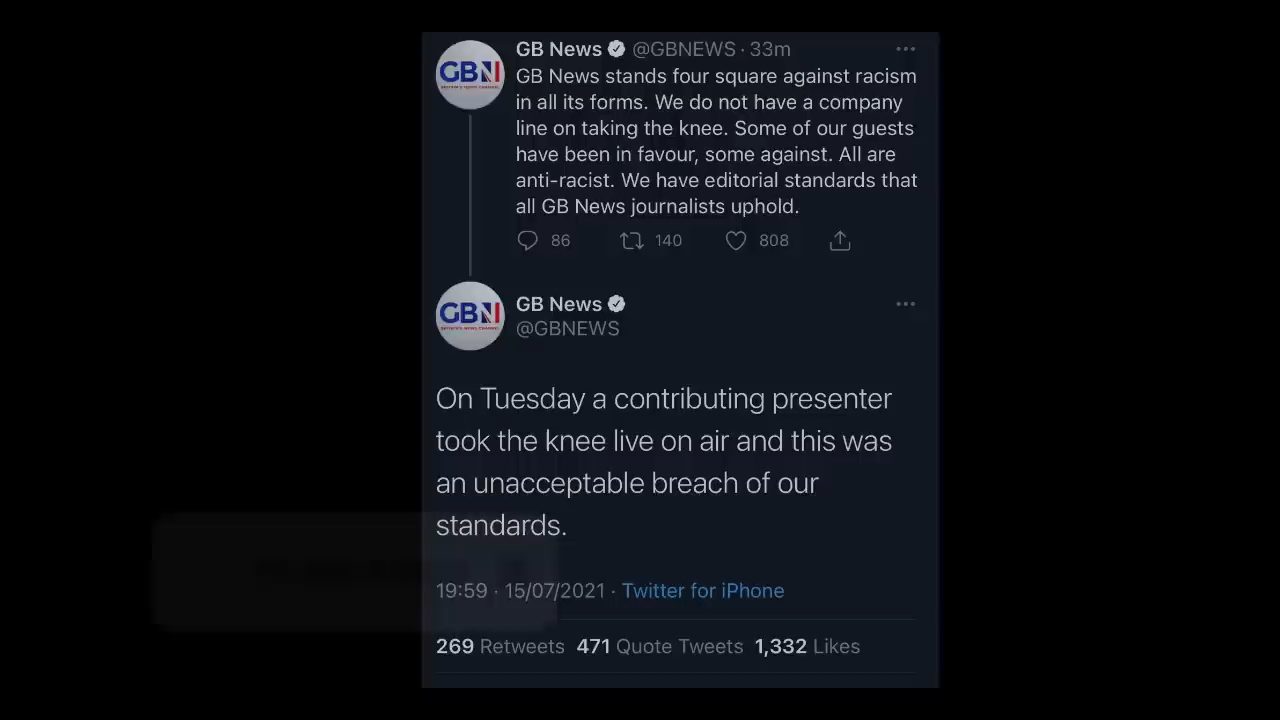 GB News @GBNEWS · 33m
GB News stands four square against racism
in all its forms. We do not have a company
line on taking the knee. Some of our guests
have been in favour, some against. All are
anti-racist. We have editorial standards that
all GB News journalists uphold.
86 140 808
GBN
GB News
@GBNEWS
GBN
On Tuesday a contributing presenter
took the knee live on air and this was
an unacceptable breach of our
standards.
19:59 · 15/07/2021 · Twitter for iPhone
269 Retweets 471 Quote Tweets 1,332 Likes